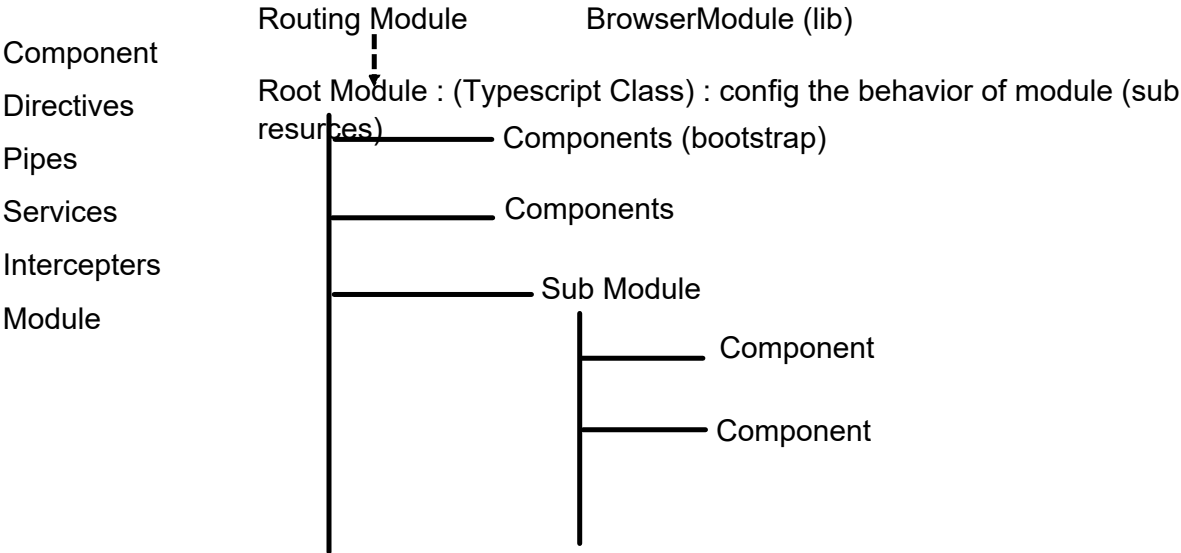 Component
Directives
Pipes
Services
Intercepters
Module
Routing Module
BrowserModule (lib)
Root Module : (Typescript Class) : config the behavior of module (sub
resurces)
Components (bootstrap)
Components
Sub Module
Component
Component